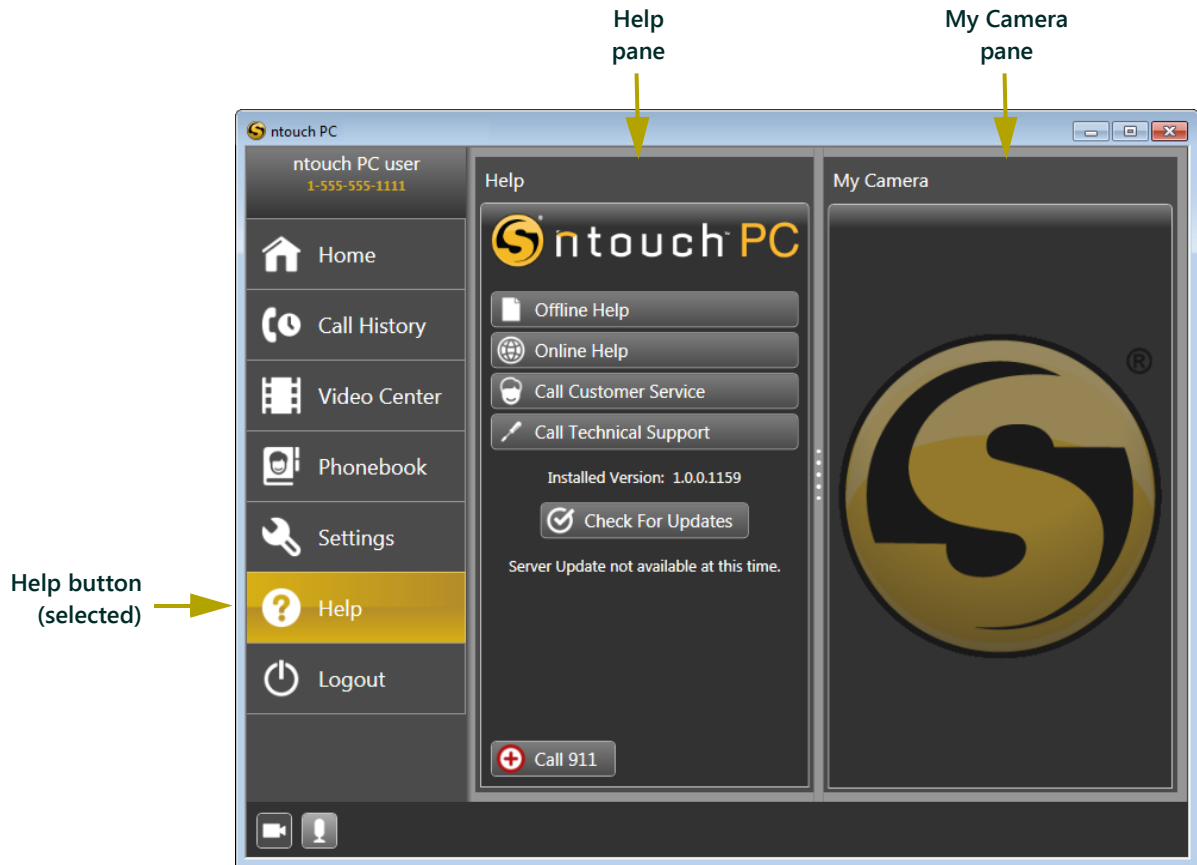 Help
pane
My Camera
pane
ntouch PC
ntouch PC user
1-555-555-1111
Home
Call History
Video Center
Phonebook
Settings
Help button
(selected)
Help
Logout
Help
ntouch™ PC
Offline Help
Online Help
Call Customer Service
Call Technical Support
Installed Version: 1.0.0.1159
Check For Updates
Server Update not available at this time.
Call 911
My Camera
®